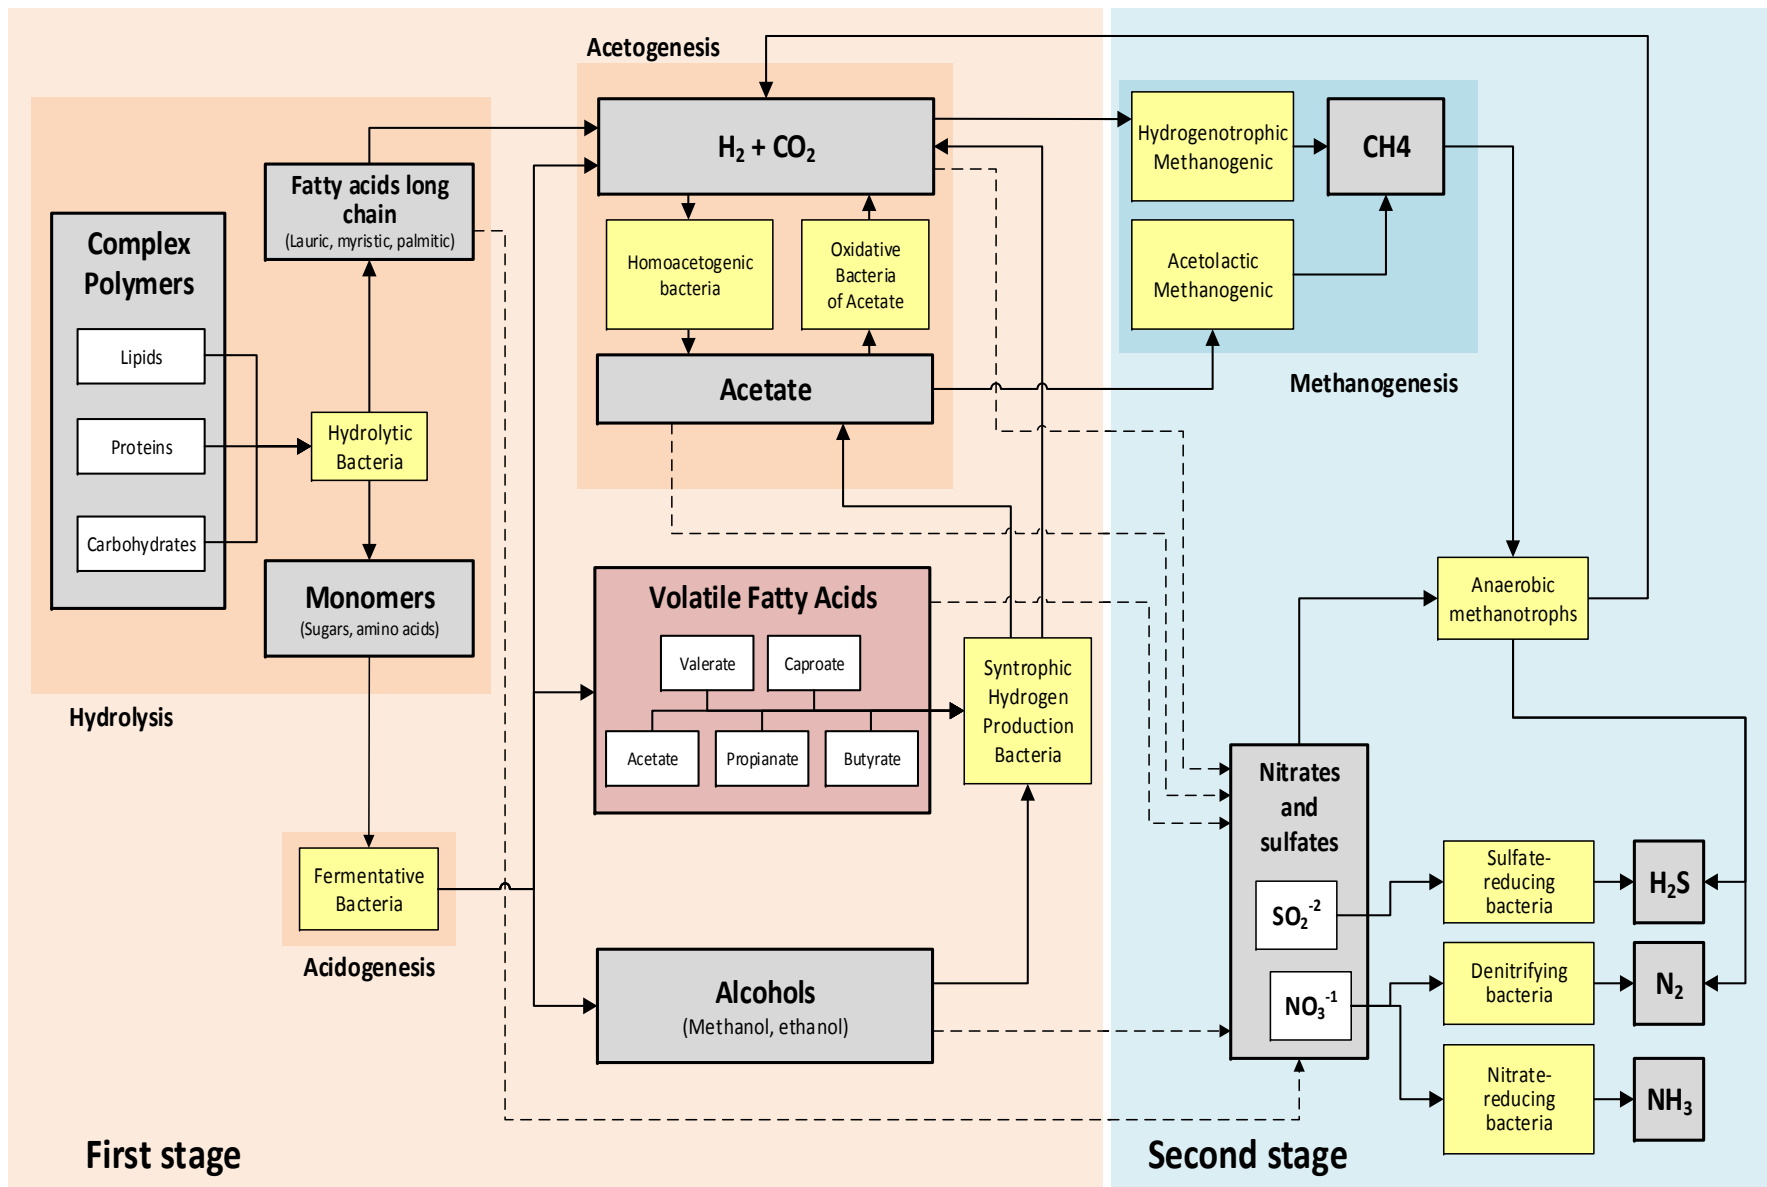 Acetogenesis
H₂ + CO₂
Hydrogenotrophic
Methanogenic
CH4
Fatty acids long
chain
(Lauric, myristic, palmitic)
Complex
Polymers
Lipids
Proteins
Carbohydrates
Hydrolytic
Bacteria
Homoacetogenic
bacteria
Oxidative
Bacteria
of Acetate
Acetolactic
Methanogenic
Acetate
Methanogenesis
Monomers
(Sugars, amino acids)
Hydrolysis
Volatile Fatty Acids
Valerate
Caproate
Acetate
Propianate
Butyrate
Syntrophic
Hydrogen
Production
Bacteria
Anaerobic
methanotrophs
Fermentative
Bacteria
Acidogenesis
Alcohols
(Methanol, ethanol)
Nitrates
and
sulfates
SO₂⁻²
NO₃⁻¹
Sulfate-
reducing
bacteria
H₂S
Denitrifying
bacteria
N₂
Nitrate-
reducing
bacteria
NH₃
First stage
Second stage